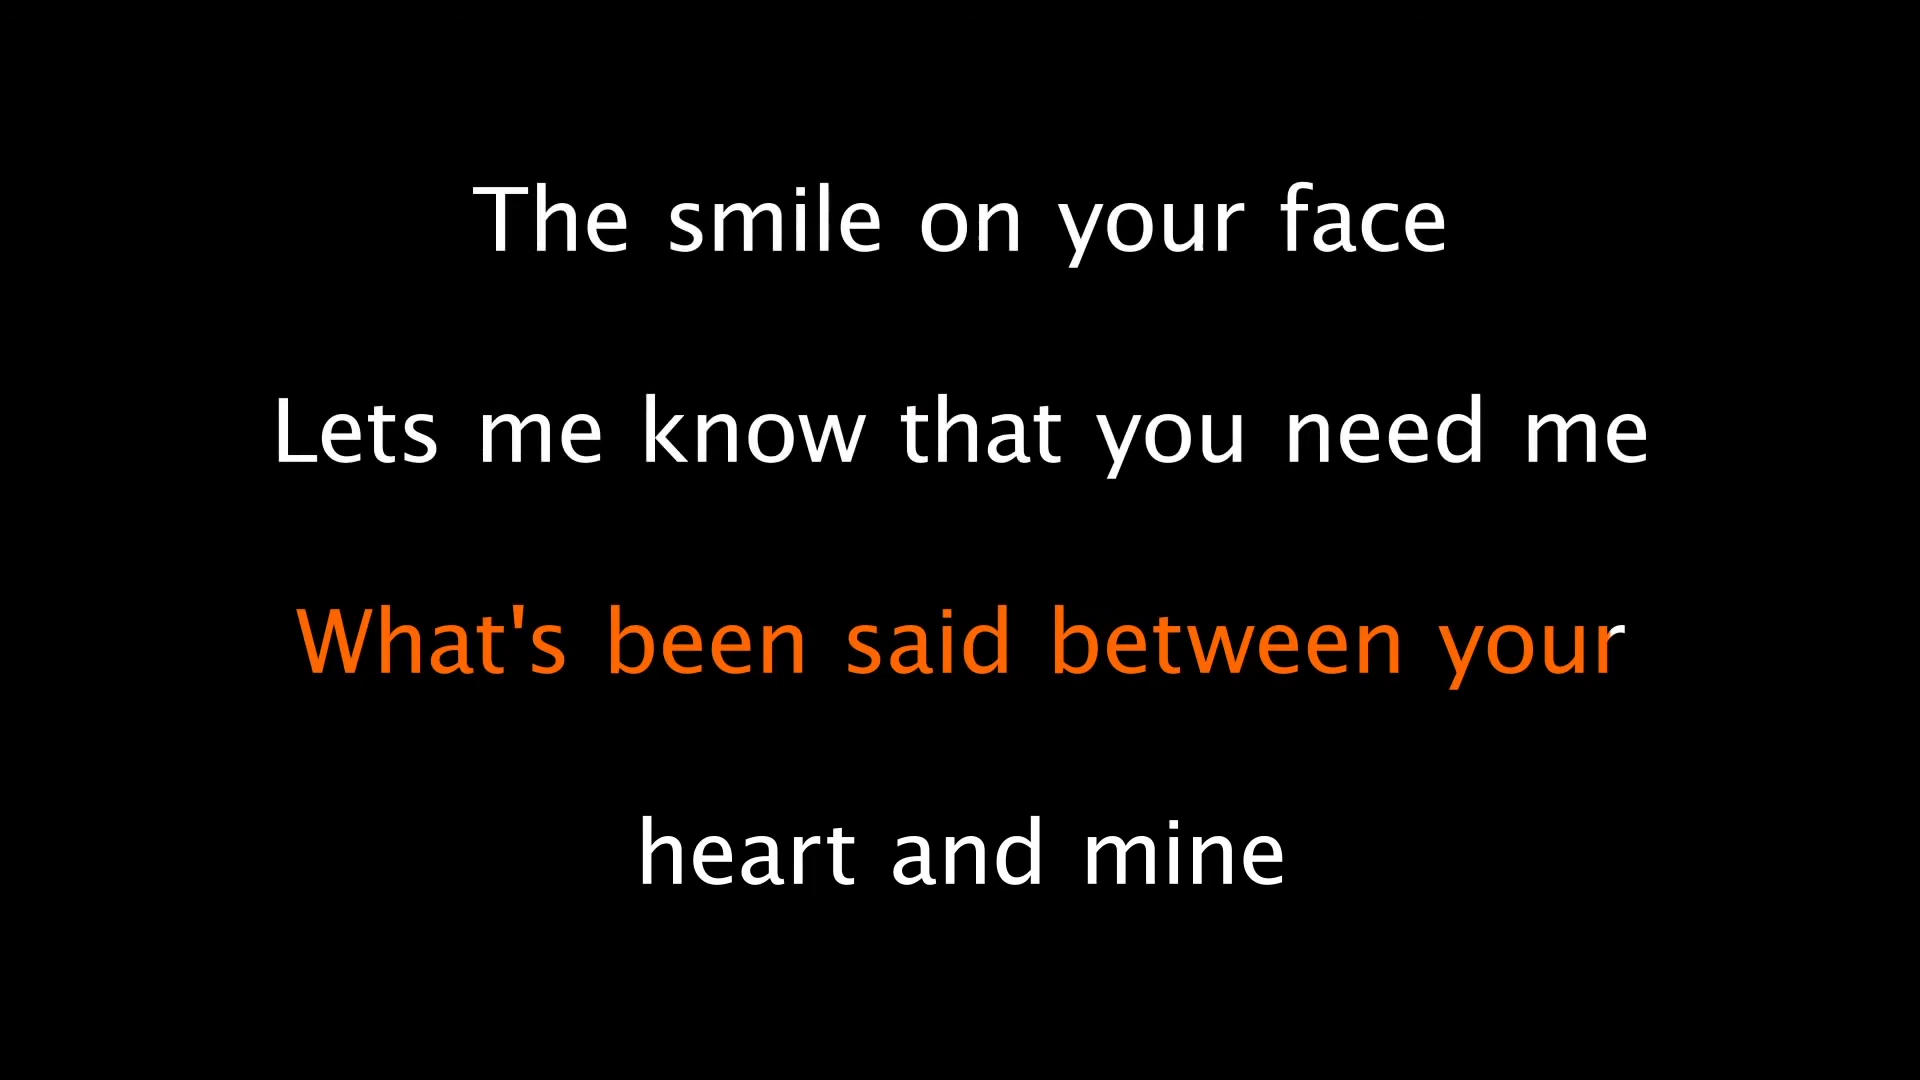 The smile on your face
Lets me know that you need me
What's been said between your
heart and mine